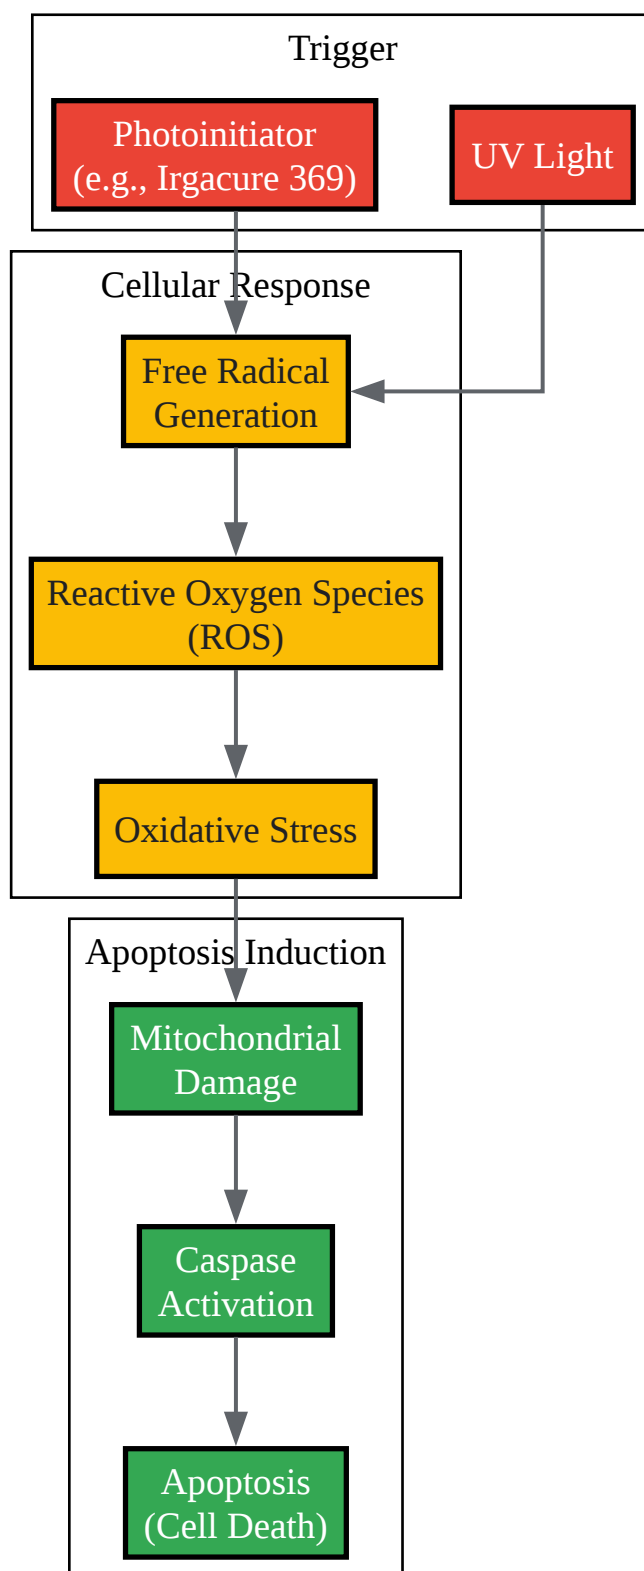 Trigger
Photoinitiator
(e.g., Irgacure 369)
UV Light
Cellular Response
Free Radical
Generation
Reactive Oxygen Species
(ROS)
Oxidative Stress
Apoptosis Induction
Mitochondrial
Damage
Caspase
Activation
Apoptosis
(Cell Death)